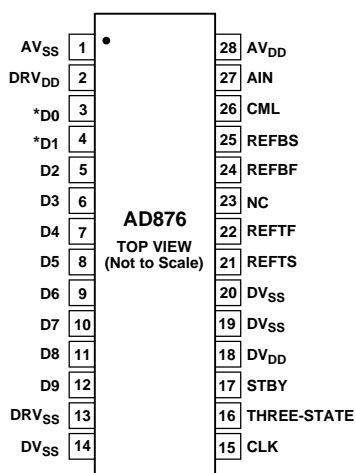 AVSS 1
DRVDD 2
*D0 3
*D1 4
D2 5
D3 6
D4 7
D5 8
D6 9
D7 10
D8 11
D9 12
DRVSS 13
DVSS 14
AD876
TOP VIEW
(Not to Scale)
28 AVDD
27 AIN
26 CML
25 REFBS
24 REFBF
23 NC
22 REFTF
21 REFTS
20 DVSS
19 DVSS
18 DVDD
17 STBY
16 THREE-STATE
15 CLK